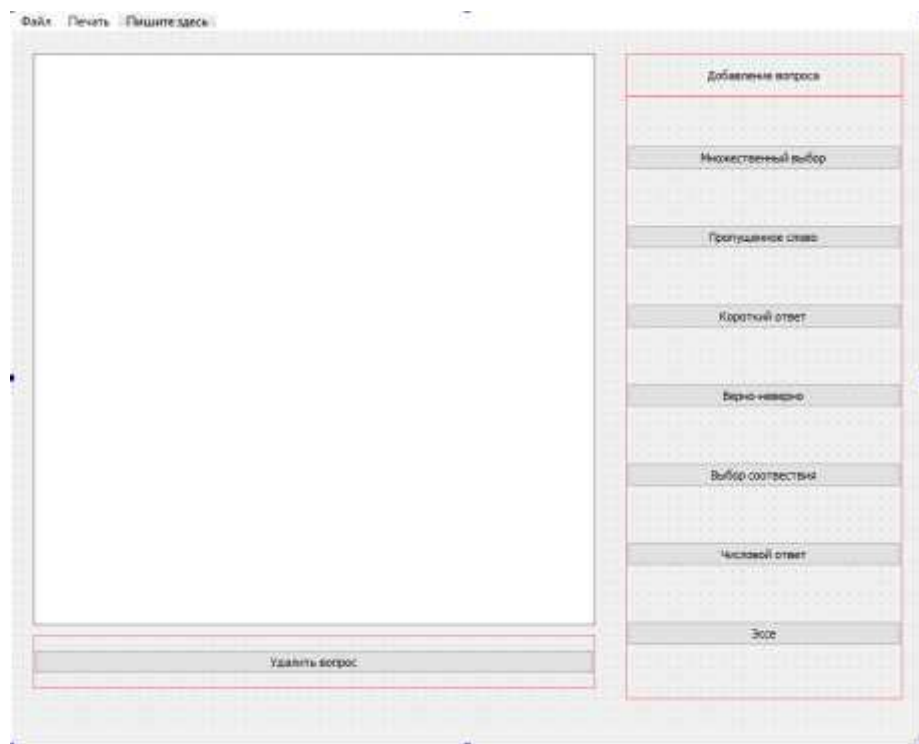 Файл Печать Пишите здесь
Добавление вопроса
Множественный выбор
Пропущенное слово
Короткий ответ
Верно-неверно
Выбор соотвествия
Числовой ответ
Эссе
Удалить вопрос